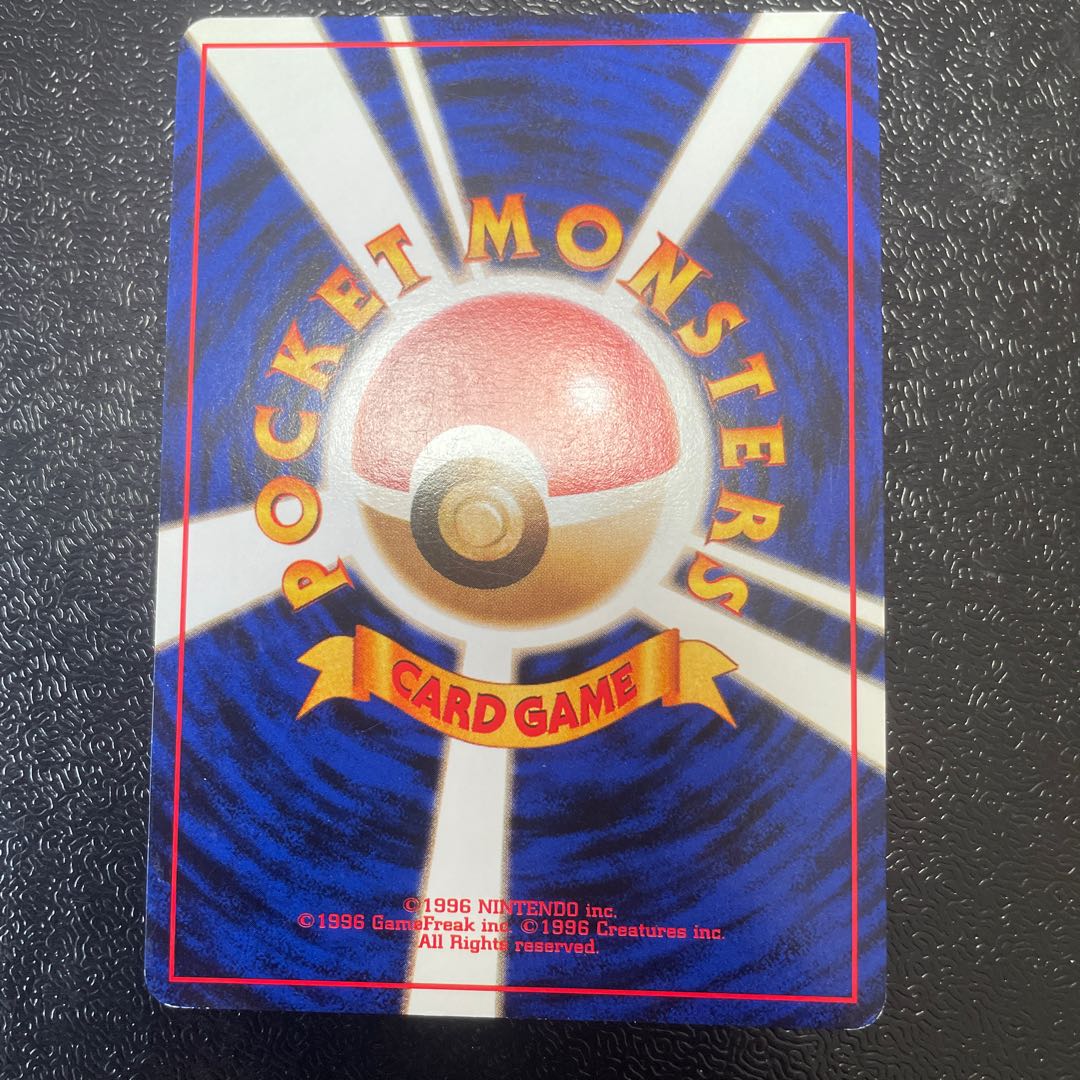 POCKET MONSTERS
CARD GAME
©1996 NINTENDO inc.
©1996 GameFreak inc. ©1996 Creatures inc.
All Rights reserved.